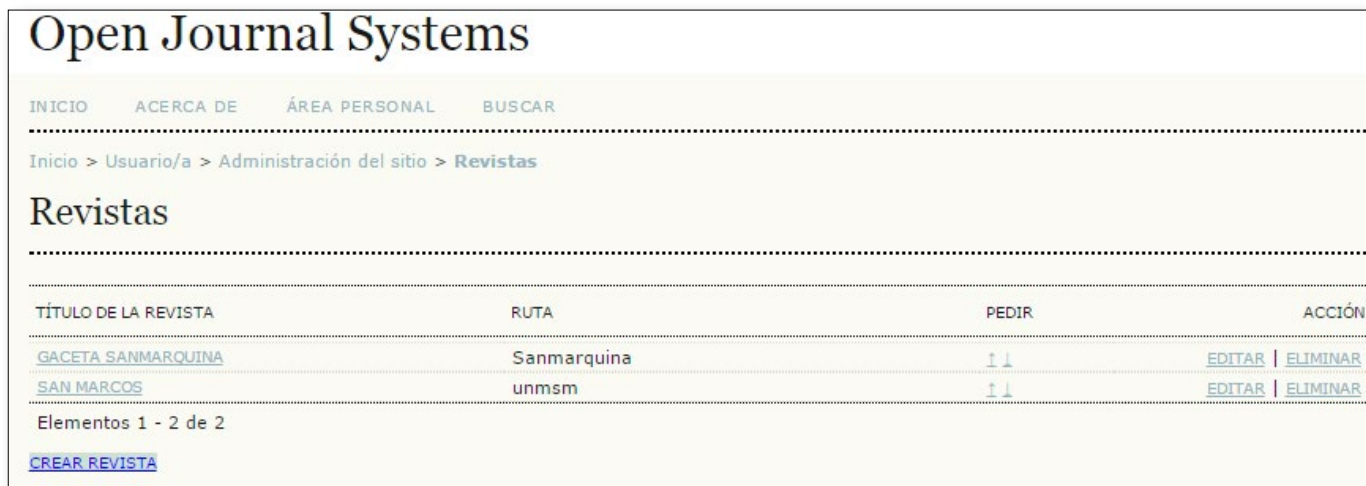 Open Journal Systems
INICIO ACERCA DE ÁREA PERSONAL BUSCAR
Inicio > Usuario/a > Administración del sitio > Revistas
Revistas
TÍTULO DE LA REVISTA RUTA PEDIR ACCIÓN
GACETA SANMARQUINA Sanmarquina ↑ ↓ EDITAR | ELIMINAR
SAN MARCOS unmsm ↑ ↓ EDITAR | ELIMINAR
Elementos 1 - 2 de 2
CREAR REVISTA